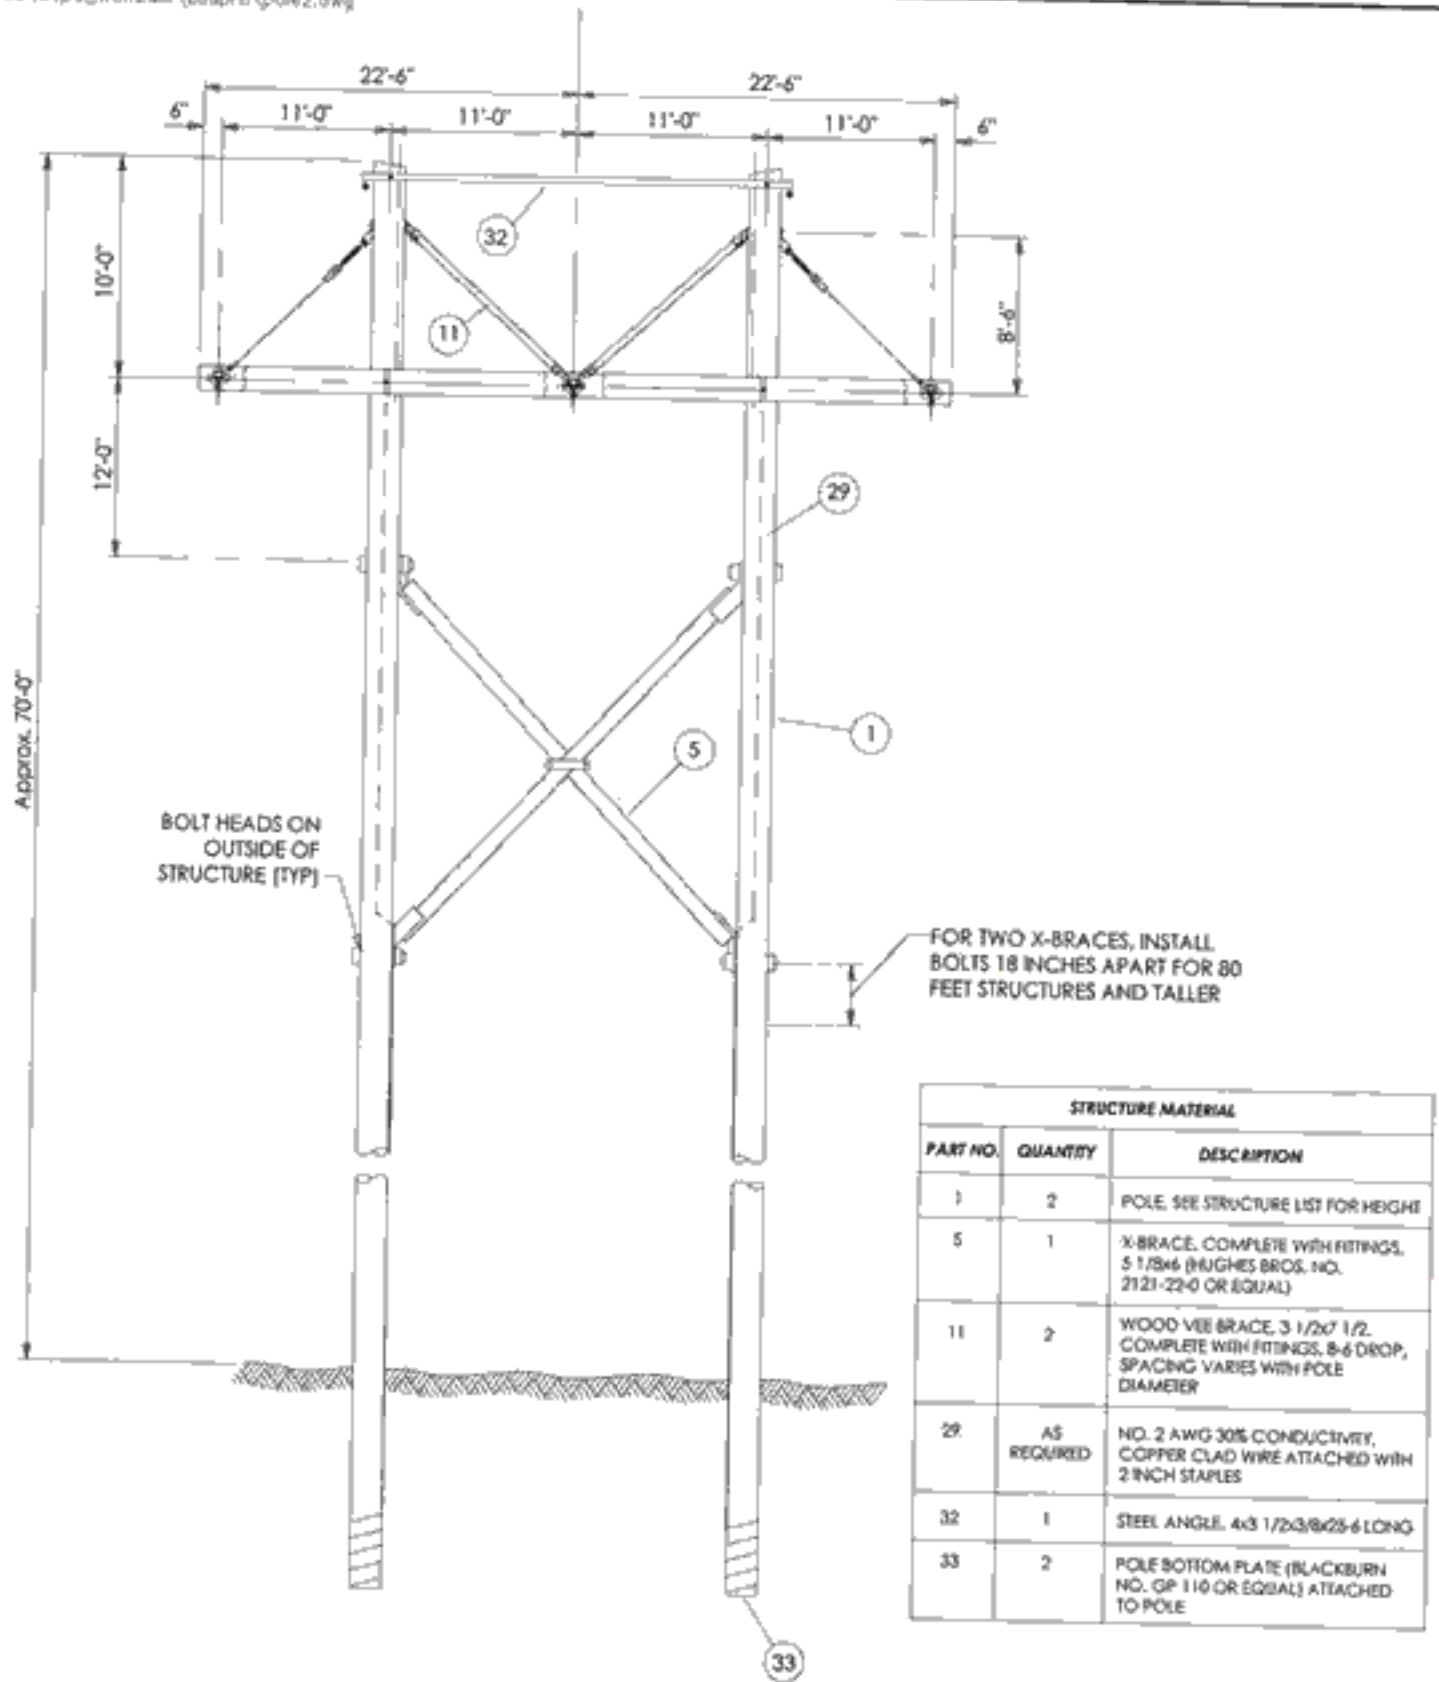 22'-6"
22'-6"
6"
11'-0"
11'-0"
11'-0"
11'-0"
6"
32
10'-0"
11
8'-6"
12'-0"
29
Approx. 70'-0"
1
5
BOLT HEADS ON
OUTSIDE OF
STRUCTURE (TYP)
FOR TWO X-BRACES, INSTALL
BOLTS 18 INCHES APART FOR 80
FEET STRUCTURES AND TALLER
STRUCTURE MATERIAL
PART NO. QUANTITY DESCRIPTION
1 2 POLE, SEE STRUCTURE LIST FOR HEIGHT
5 1 X-BRACE, COMPLETE WITH FITTINGS,
5 1/8x6 (HUGHES BROS. NO.
2121-22-0 OR EQUAL)
11 2 WOOD VEE BRACE, 3 1/2x7 1/2,
COMPLETE WITH FITTINGS, 8-6 DROP,
SPACING VARIES WITH POLE
DIAMETER
29 AS REQUIRED NO. 2 AWG 30% CONDUCTIVITY,
COPPER CLAD WIRE ATTACHED WITH
2 INCH STAPLES
32 1 STEEL ANGLE, 4x3 1/2x3/8x25-6 LONG
33 2 POLE BOTTOM PLATE (BLACKBURN
NO. GP 110 OR EQUAL) ATTACHED
TO POLE
33